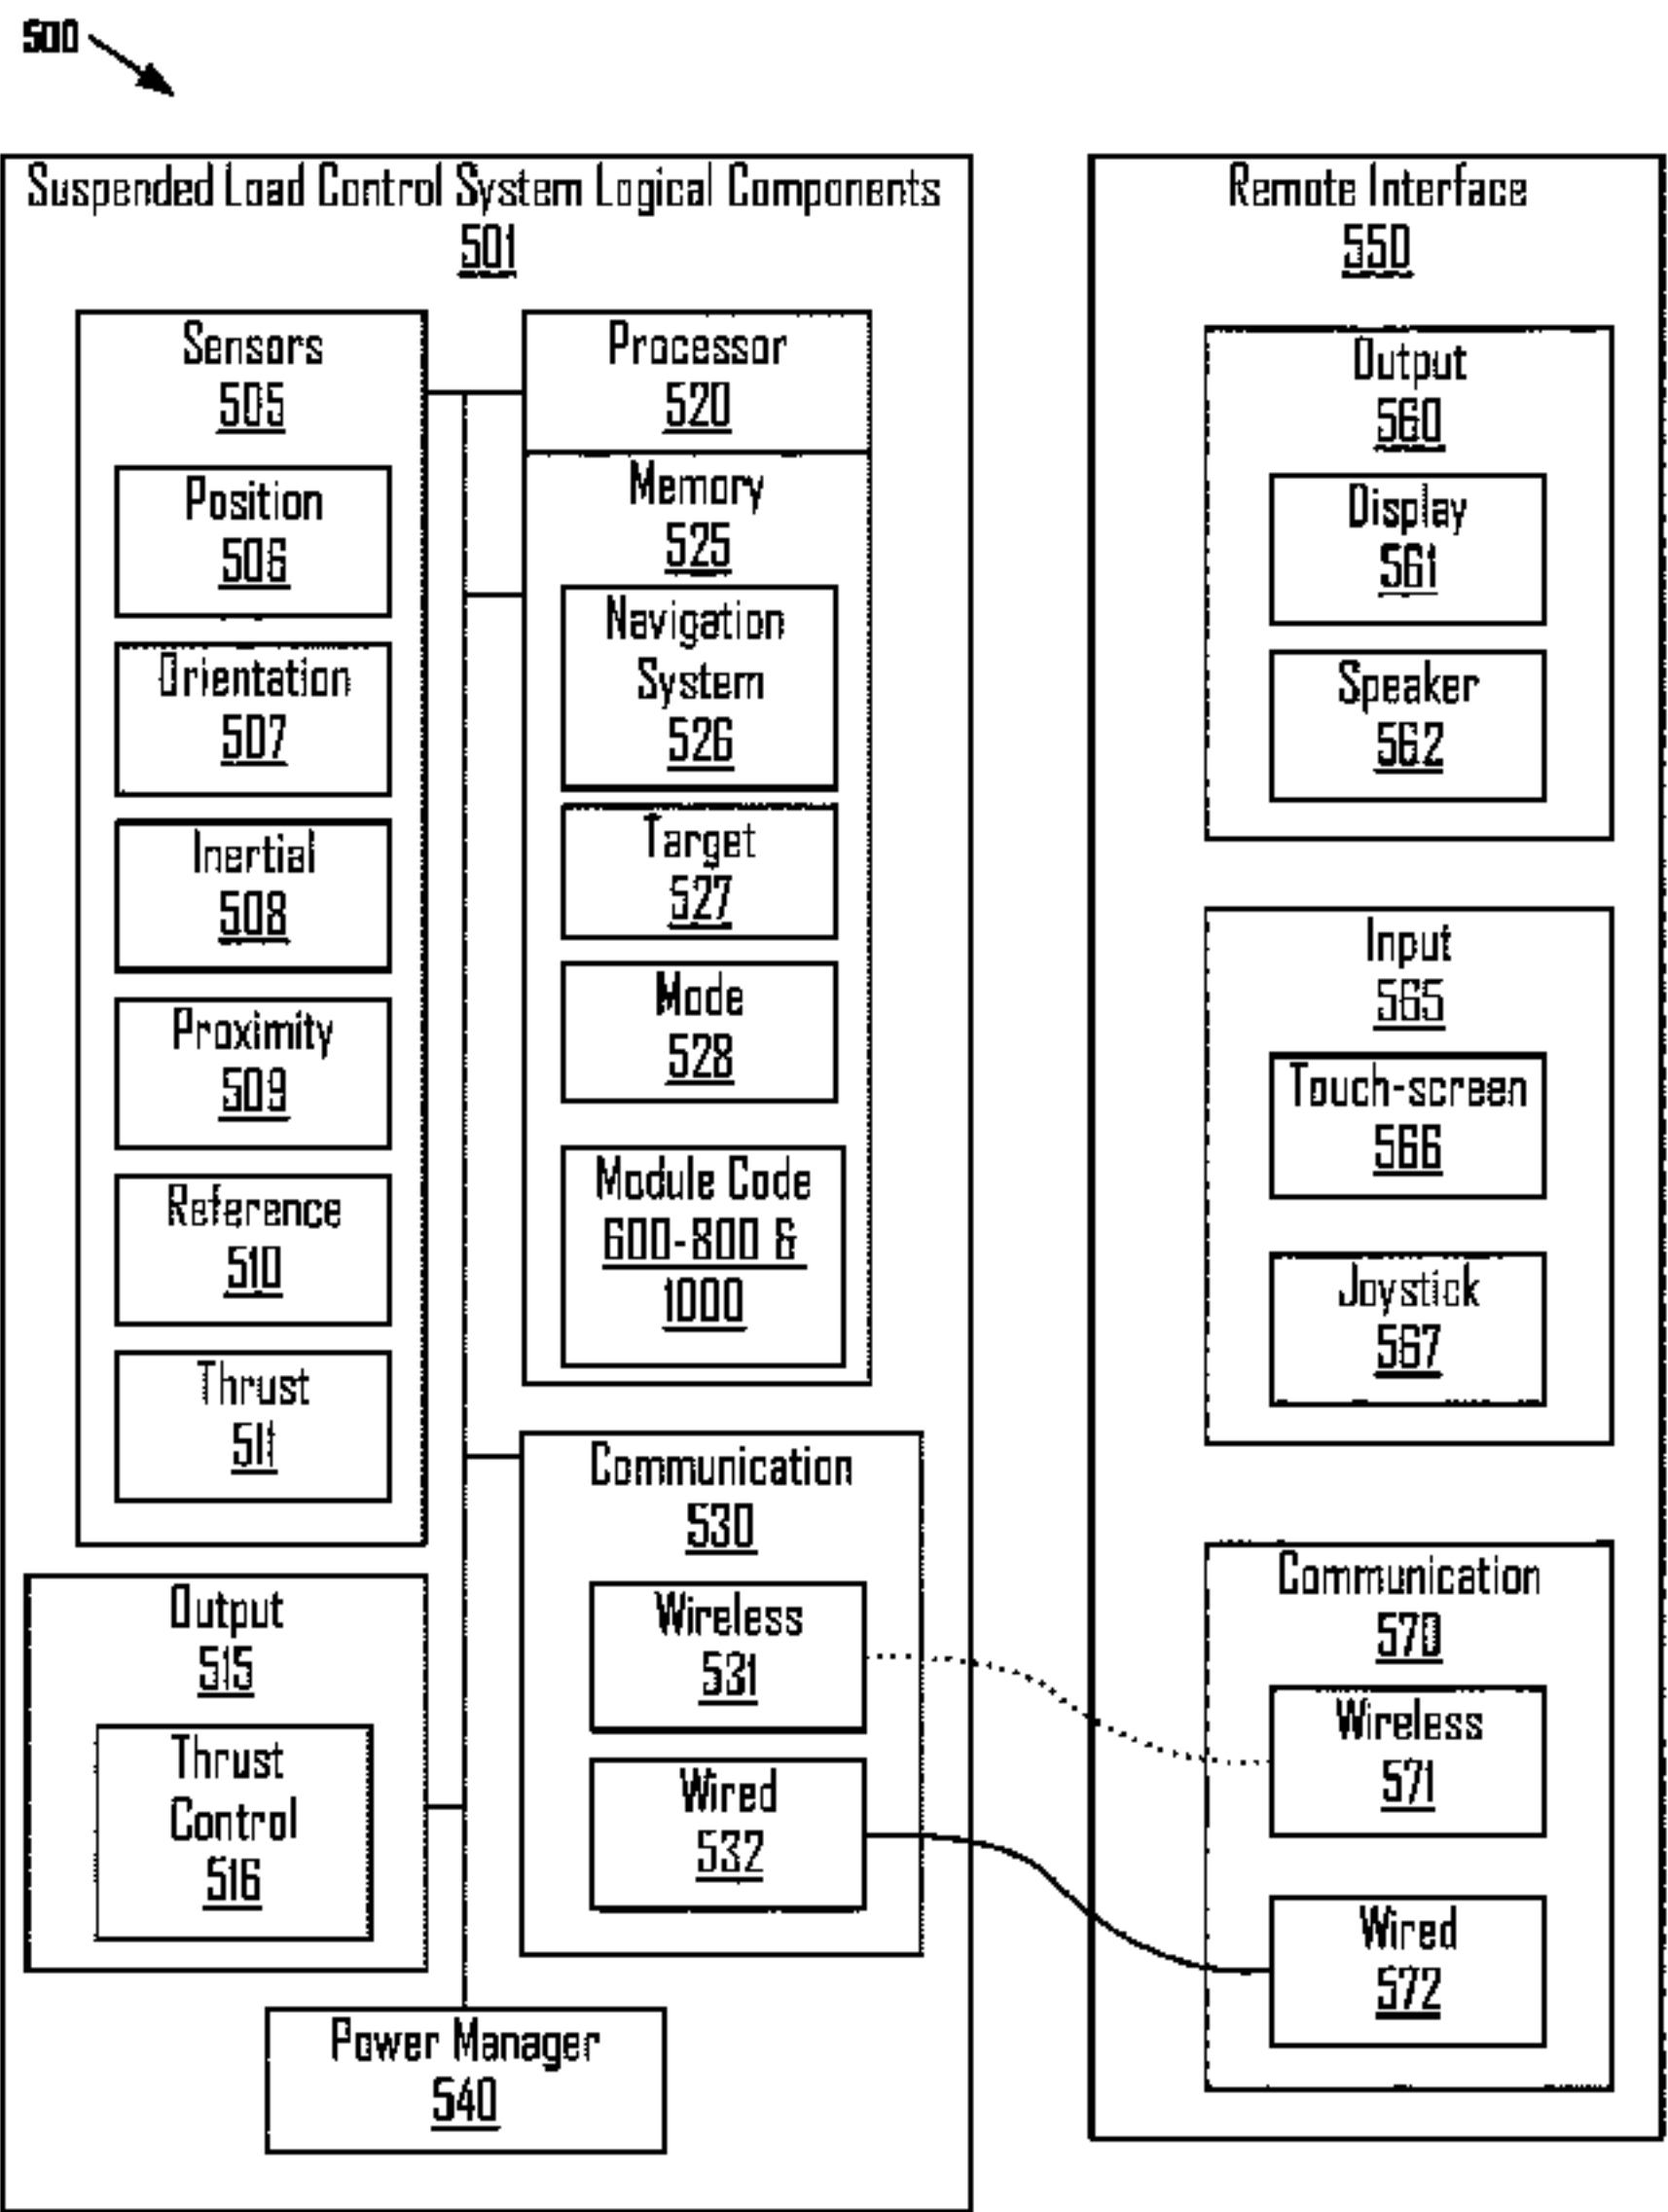 500
Suspended Load Control System Logical Components
501
Sensors
505
Position
506
Orientation
507
Inertial
508
Proximity
509
Reference
510
Thrust
511
Output
515
Thrust
Control
516
Processor
520
Memory
525
Navigation
System
526
Target
527
Mode
528
Module Code
600-800 &
1000
Communication
530
Wireless
531
Wired
532
Power Manager
540
Remote Interface
550
Output
560
Display
561
Speaker
562
Input
565
Touch-screen
566
Joystick
567
Communication
570
Wireless
571
Wired
572